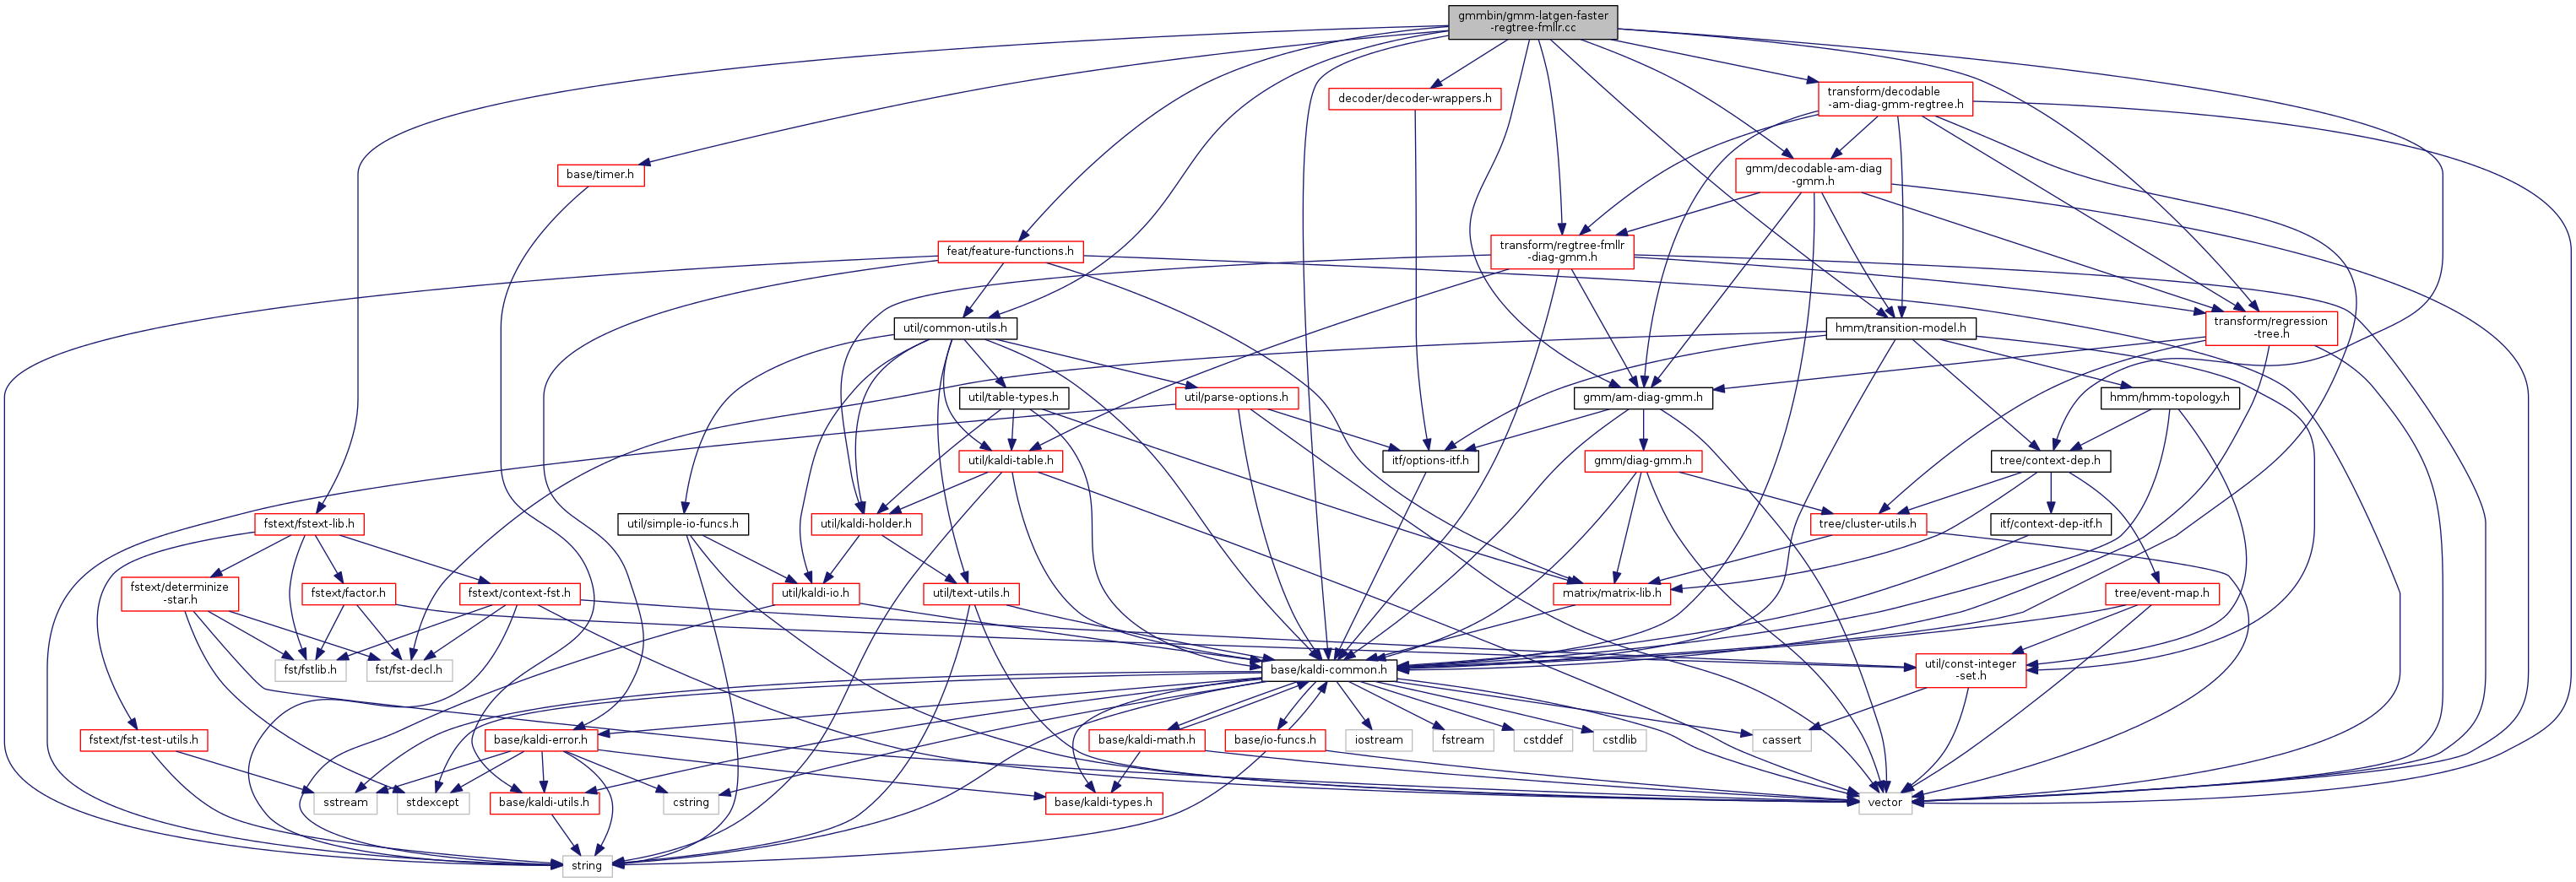 gmmbin/gmm-latgen-faster
-regtree-fmllr.cc
decoder/decoder-wrappers.h
transform/decodable
-am-diag-gmm-regtree.h
base/timer.h
gmm/decodable-am-diag
-gmm.h
feat/feature-functions.h
transform/regtree-fmllr
-diag-gmm.h
util/common-utils.h
hmm/transition-model.h
transform/regression
-tree.h
util/table-types.h
util/parse-options.h
gmm/am-diag-gmm.h
hmm/hmm-topology.h
util/kaldi-table.h
itf/options-itf.h
gmm/diag-gmm.h
tree/context-dep.h
fstext/fstext-lib.h
util/simple-io-funcs.h
util/kaldi-holder.h
tree/cluster-utils.h
itf/context-dep-itf.h
fstext/determinize
-star.h
fstext/factor.h
fstext/context-fst.h
util/kaldi-io.h
util/text-utils.h
matrix/matrix-lib.h
tree/event-map.h
fst/fstlib.h
fst/fst-decl.h
base/kaldi-common.h
util/const-integer
-set.h
fstext/fst-test-utils.h
base/kaldi-error.h
base/kaldi-math.h
base/io-funcs.h
iostream
fstream
cstddef
cstdlib
cassert
sstream
stdexcept
base/kaldi-utils.h
cstring
base/kaldi-types.h
vector
string